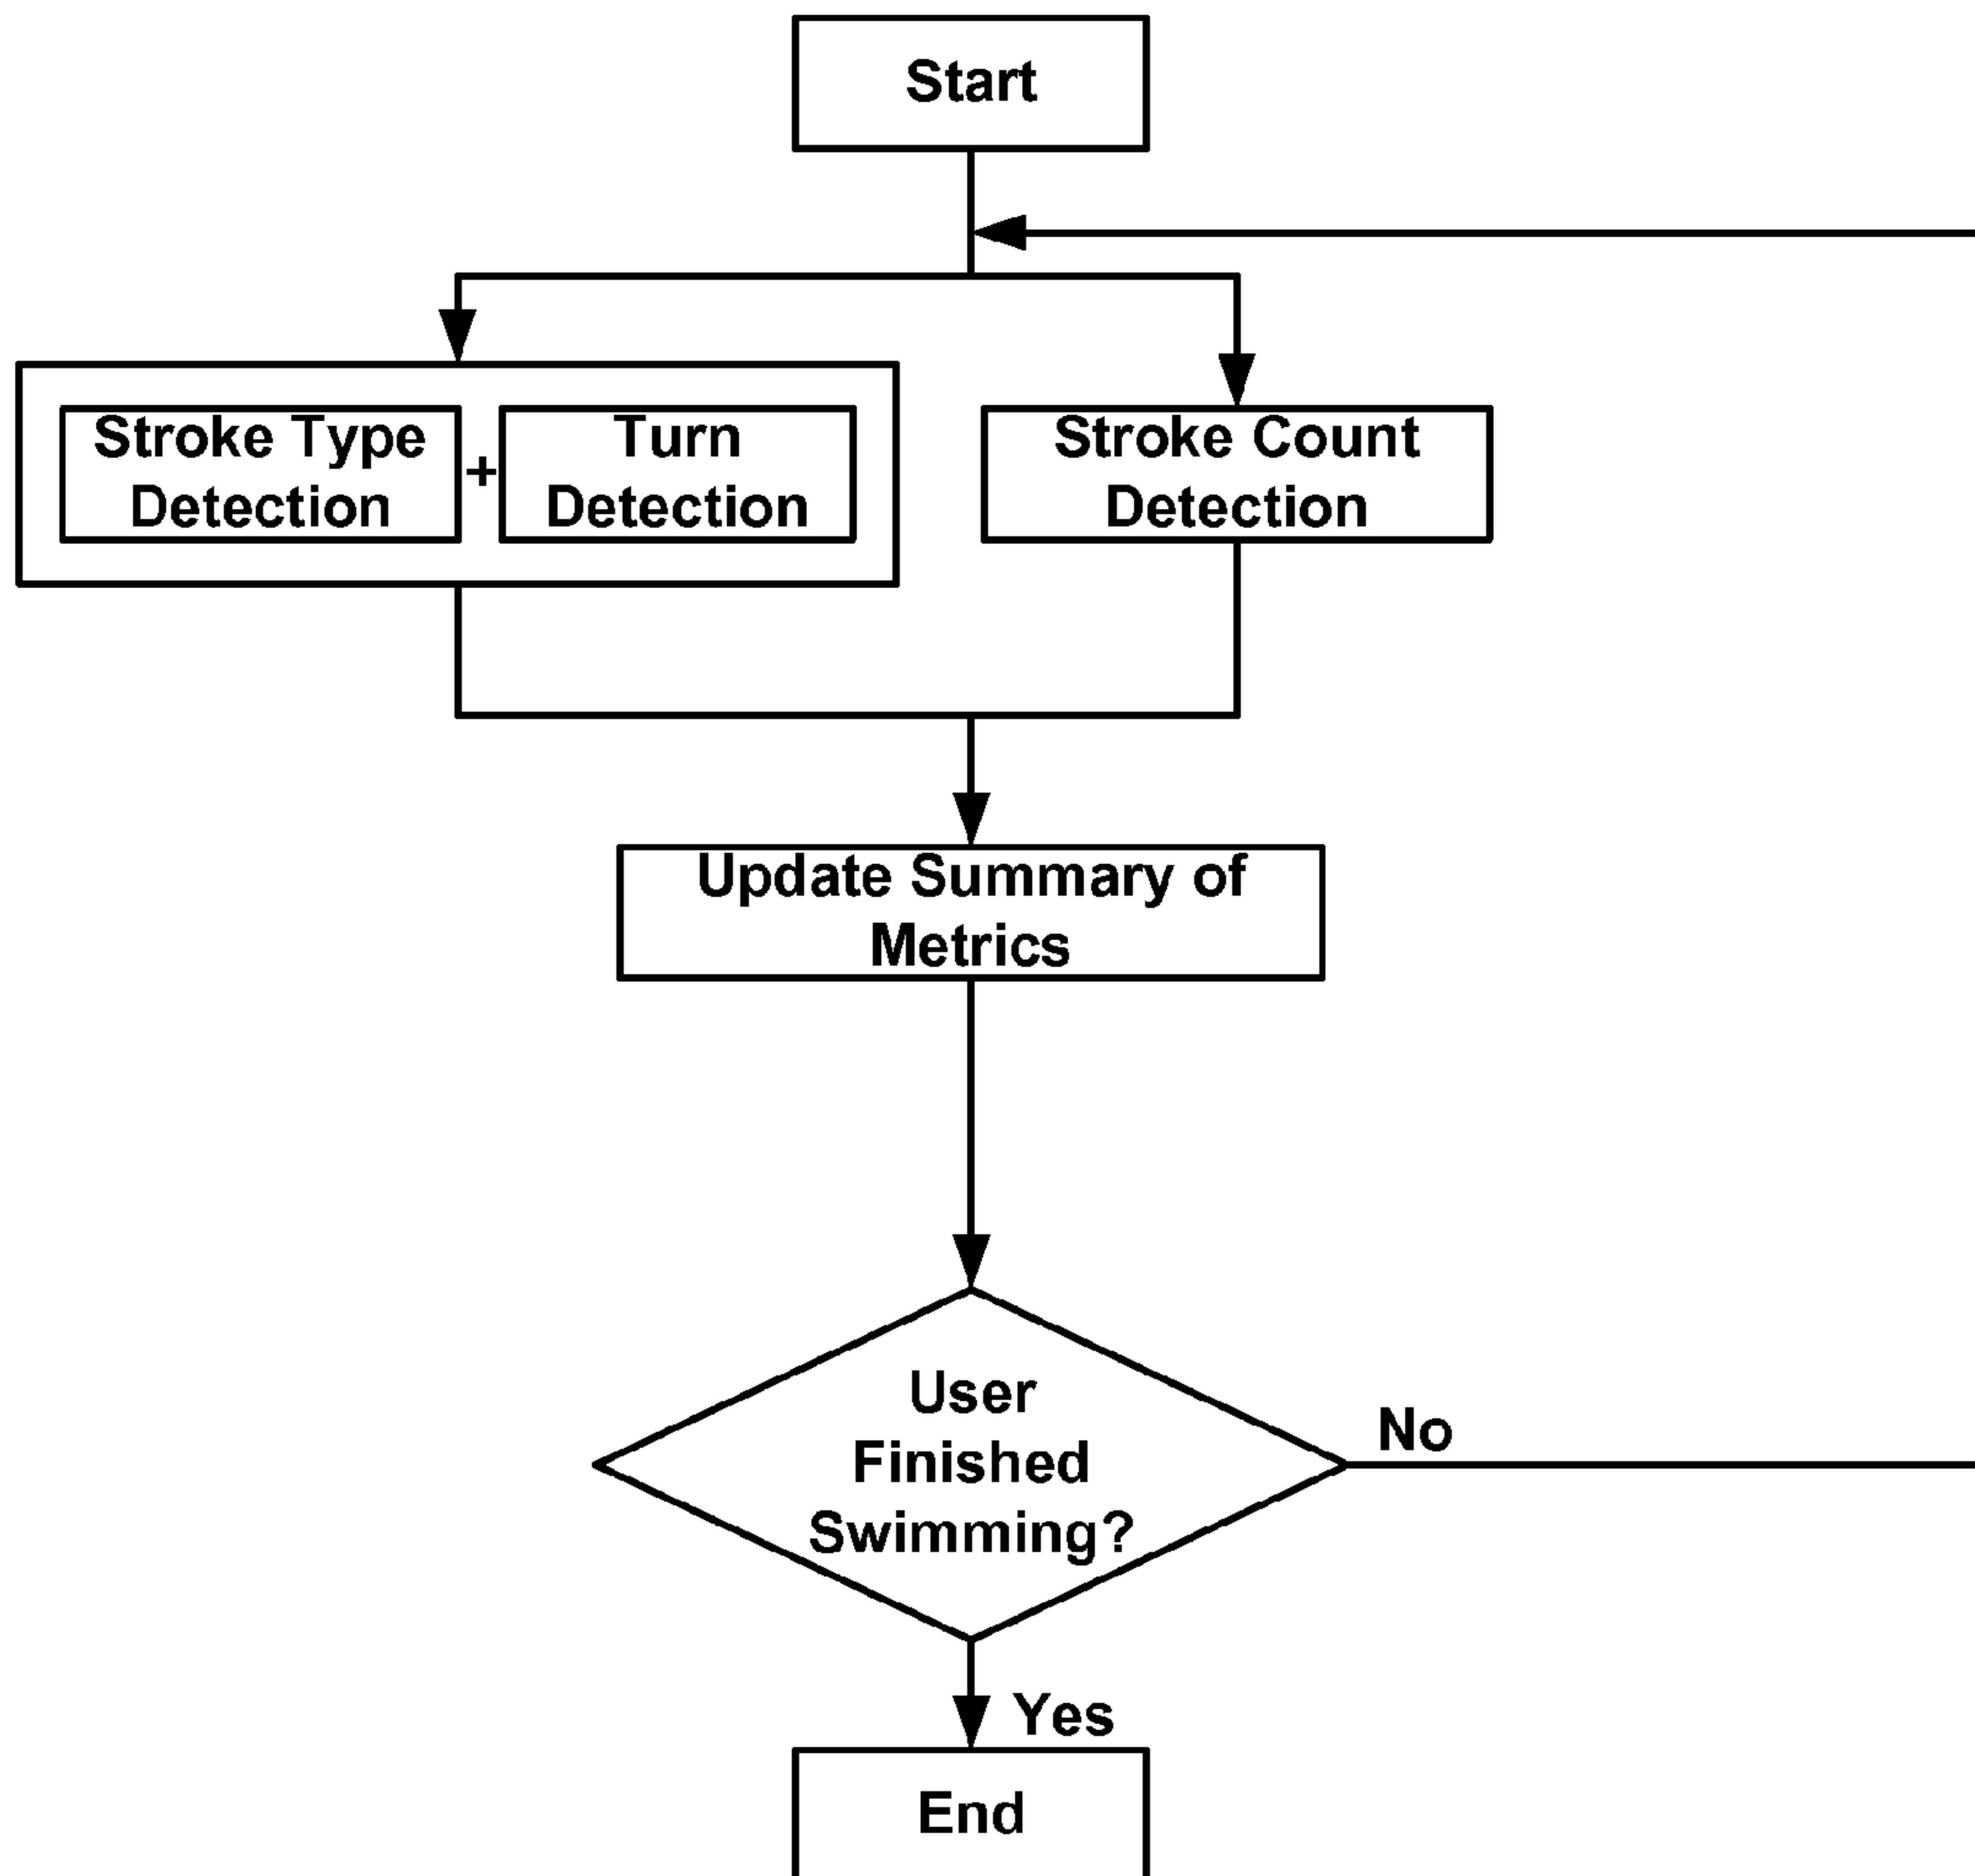 Start
Stroke Type
Detection
+
Turn
Detection
Stroke Count
Detection
Update Summary of
Metrics
User
Finished
Swimming?
No
Yes
End